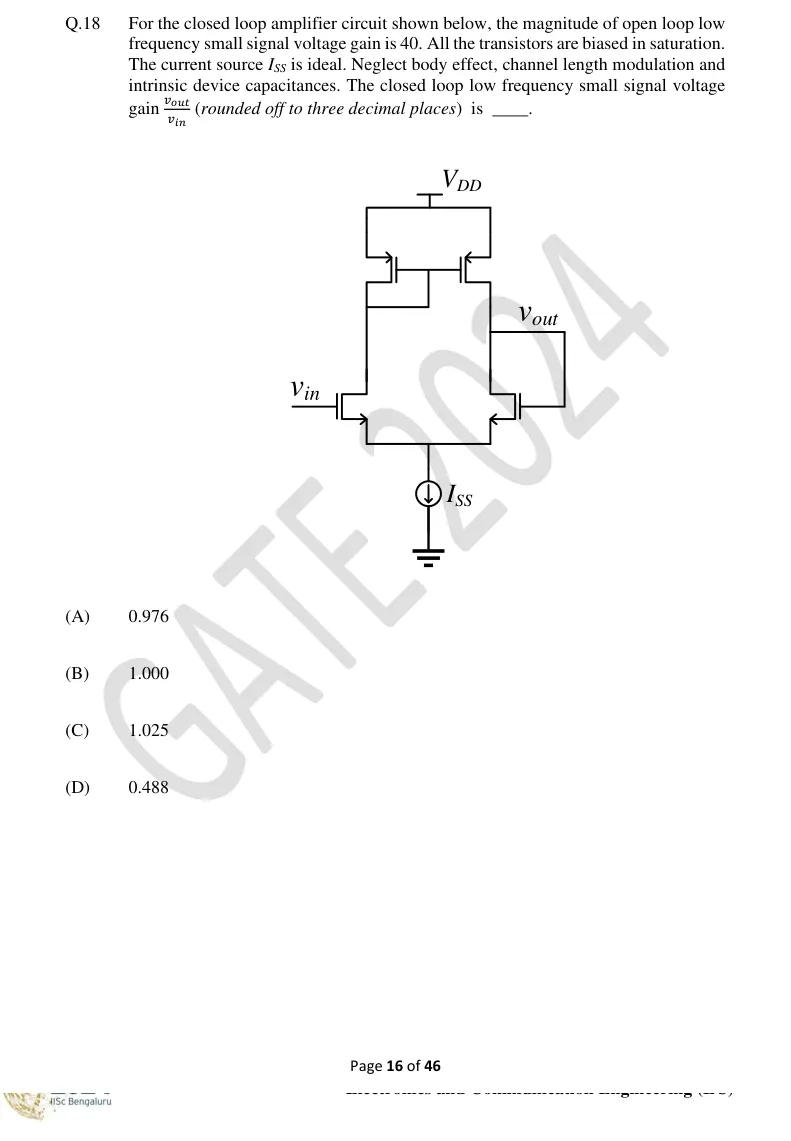 Q.18 For the closed loop amplifier circuit shown below, the magnitude of open loop low
frequency small signal voltage gain is 40. All the transistors are biased in saturation.
The current source I_SS is ideal. Neglect body effect, channel length modulation and
intrinsic device capacitances. The closed loop low frequency small signal voltage
gain v_out/v_in (rounded off to three decimal places) is ____.
V_DD
v_out
v_in
I_SS
GATE 2024
(A) 0.976
(B) 1.000
(C) 1.025
(D) 0.488
Page 16 of 46
IISc Bengaluru